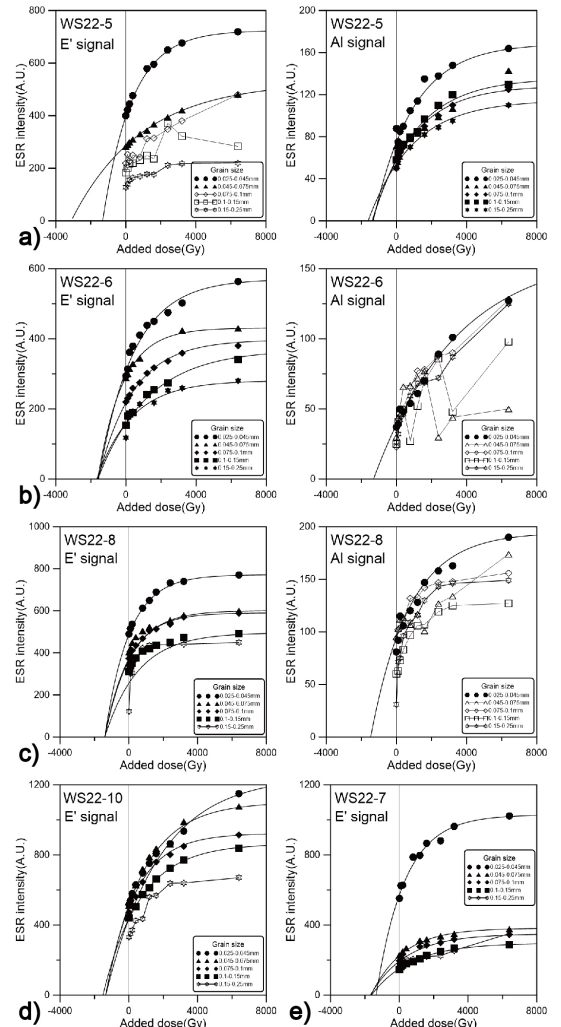 WS22-5
E' signal
ESR intensity(A.U.)
800
600
400
200
0
-4000 0 4000 8000
Added dose(Gy)
Grain size
0.025-0.045mm
0.045-0.075mm
0.075-0.1mm
0.1-0.15mm
0.15-0.25mm
a)
WS22-5
Al signal
ESR intensity(A.U.)
200
160
120
80
40
0
-4000 0 4000 8000
Added dose(Gy)
Grain size
0.025-0.045mm
0.045-0.075mm
0.075-0.1mm
0.1-0.15mm
0.15-0.25mm
WS22-6
E' signal
ESR intensity(A.U.)
600
400
200
0
-4000 0 4000 8000
Added dose(Gy)
Grain size
0.025-0.045mm
0.045-0.075mm
0.075-0.1mm
0.1-0.15mm
0.15-0.25mm
b)
WS22-6
Al signal
ESR intensity(A.U.)
150
100
50
0
-4000 0 4000 8000
Added dose(Gy)
Grain size
0.025-0.045mm
0.045-0.075mm
0.075-0.1mm
0.1-0.15mm
0.15-0.25mm
WS22-8
E' signal
ESR intensity(A.U.)
1000
800
600
400
200
0
-4000 0 4000 8000
Added dose(Gy)
Grain size
0.025-0.045mm
0.045-0.075mm
0.075-0.1mm
0.1-0.15mm
0.15-0.25mm
c)
WS22-8
Al signal
ESR intensity(A.U.)
200
150
100
50
0
-4000 0 4000 8000
Added dose(Gy)
Grain size
0.025-0.045mm
0.045-0.075mm
0.075-0.1mm
0.1-0.15mm
0.15-0.25mm
WS22-10
E' signal
ESR intensity(A.U.)
1200
800
400
0
-4000 0 4000 8000
Added dose(Gy)
Grain size
0.025-0.045mm
0.045-0.075mm
0.075-0.1mm
0.1-0.15mm
0.15-0.25mm
d)
WS22-7
E' signal
ESR intensity(A.U.)
1200
800
400
0
-4000 0 4000 8000
Added dose(Gy)
Grain size
0.025-0.045mm
0.045-0.075mm
0.075-0.1mm
0.1-0.15mm
0.15-0.25mm
e)